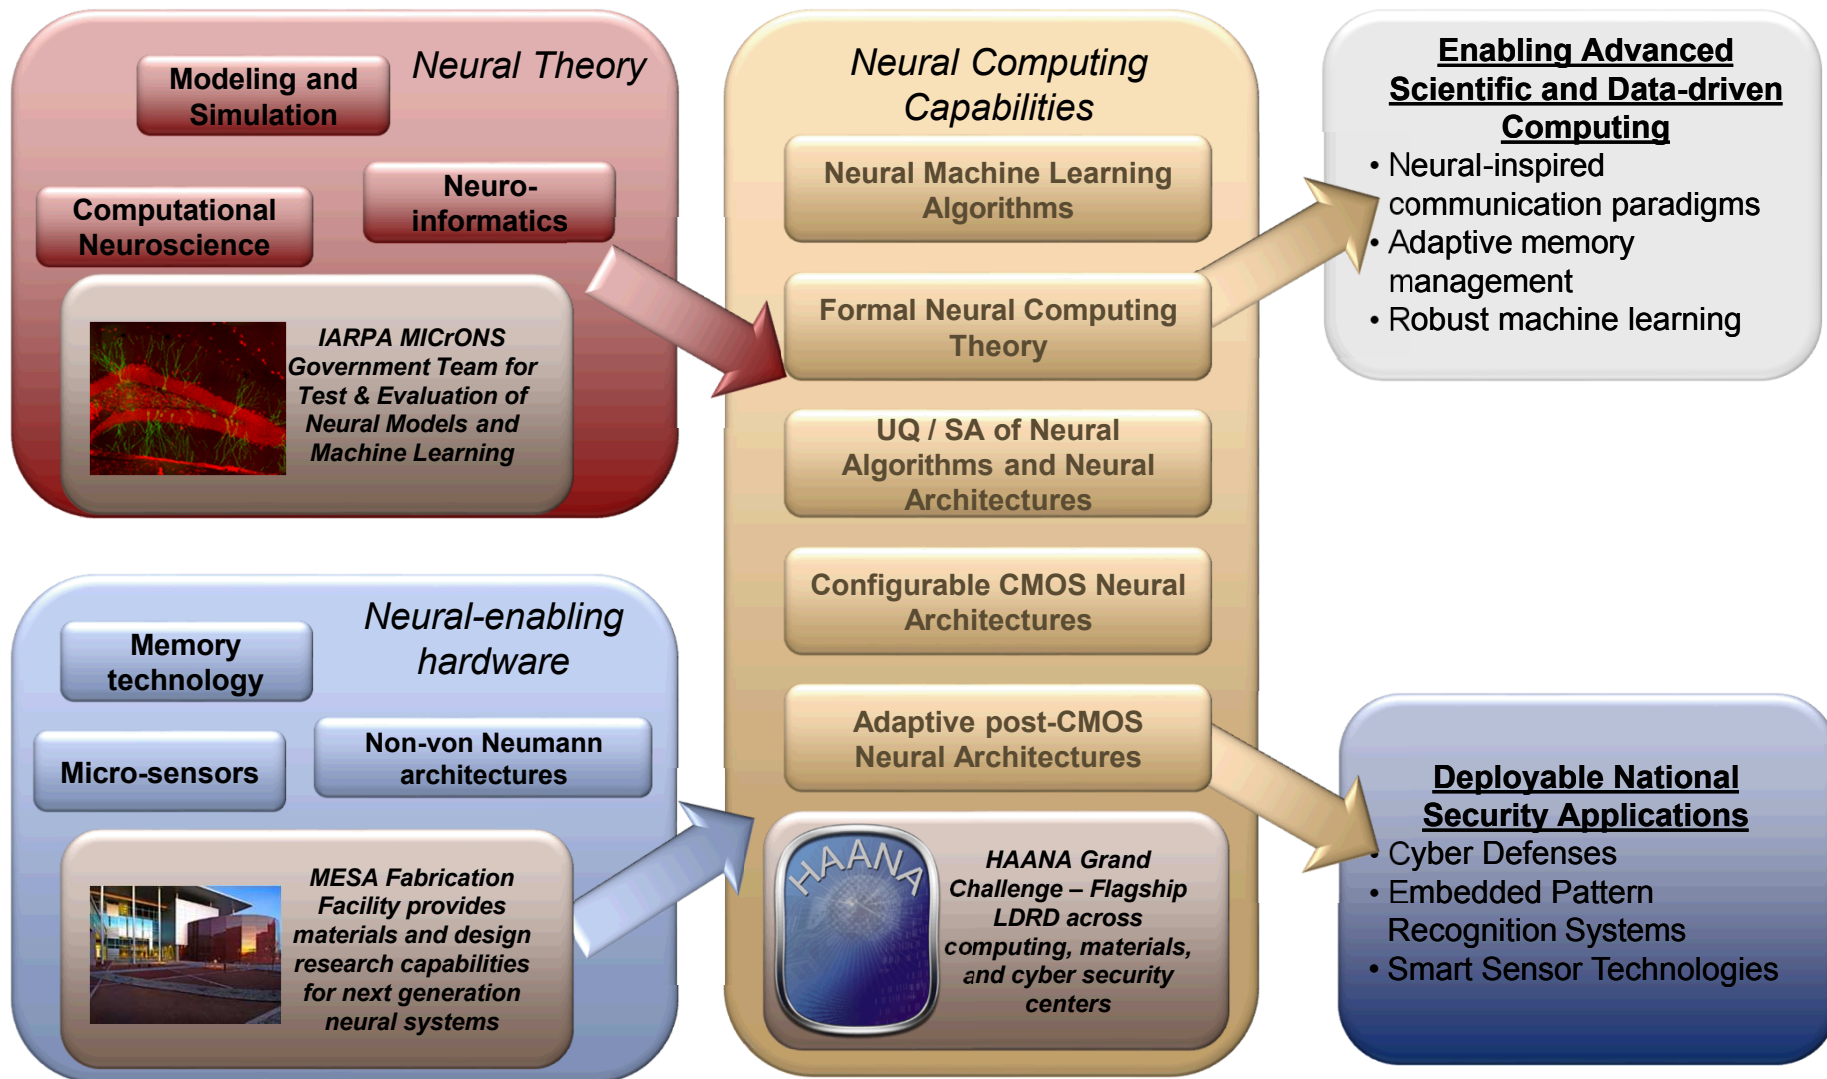 Neural Theory
Modeling and
Simulation
Neuro-
informatics
Computational
Neuroscience
IARPA MICrONS
Government Team for
Test & Evaluation of
Neural Models and
Machine Learning
Neural-enabling
hardware
Memory
technology
Non-von Neumann
architectures
Micro-sensors
MESA Fabrication
Facility provides
materials and design
research capabilities
for next generation
neural systems
Neural Computing
Capabilities
Neural Machine Learning
Algorithms
Formal Neural Computing
Theory
UQ / SA of Neural
Algorithms and Neural
Architectures
Configurable CMOS Neural
Architectures
Adaptive post-CMOS
Neural Architectures
HAANA
HAANA Grand
Challenge – Flagship
LDRD across
computing, materials,
and cyber security
centers
Enabling Advanced
Scientific and Data-driven
Computing
• Neural-inspired
communication paradigms
• Adaptive memory
management
• Robust machine learning
Deployable National
Security Applications
• Cyber Defenses
• Embedded Pattern
Recognition Systems
• Smart Sensor Technologies